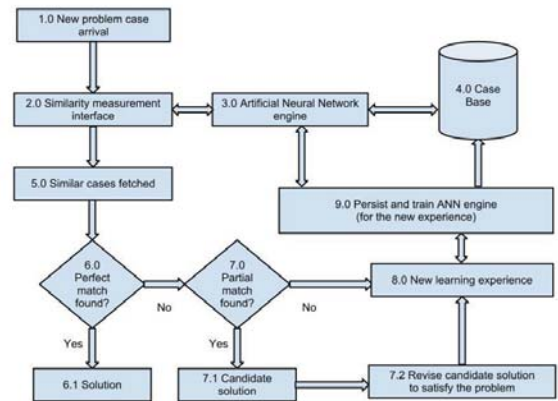 1.0 New problem case
arrival
2.0 Similarity measurement
interface
3.0 Artificial Neural Network
engine
4.0 Case
Base
5.0 Similar cases fetched
9.0 Persist and train ANN engine
(for the new experience)
6.0
Perfect
match
found?
No
7.0
Partial
match
found?
No
8.0 New learning experience
Yes
Yes
6.1 Solution
7.1 Candidate
solution
7.2 Revise candidate solution
to satisfy the problem